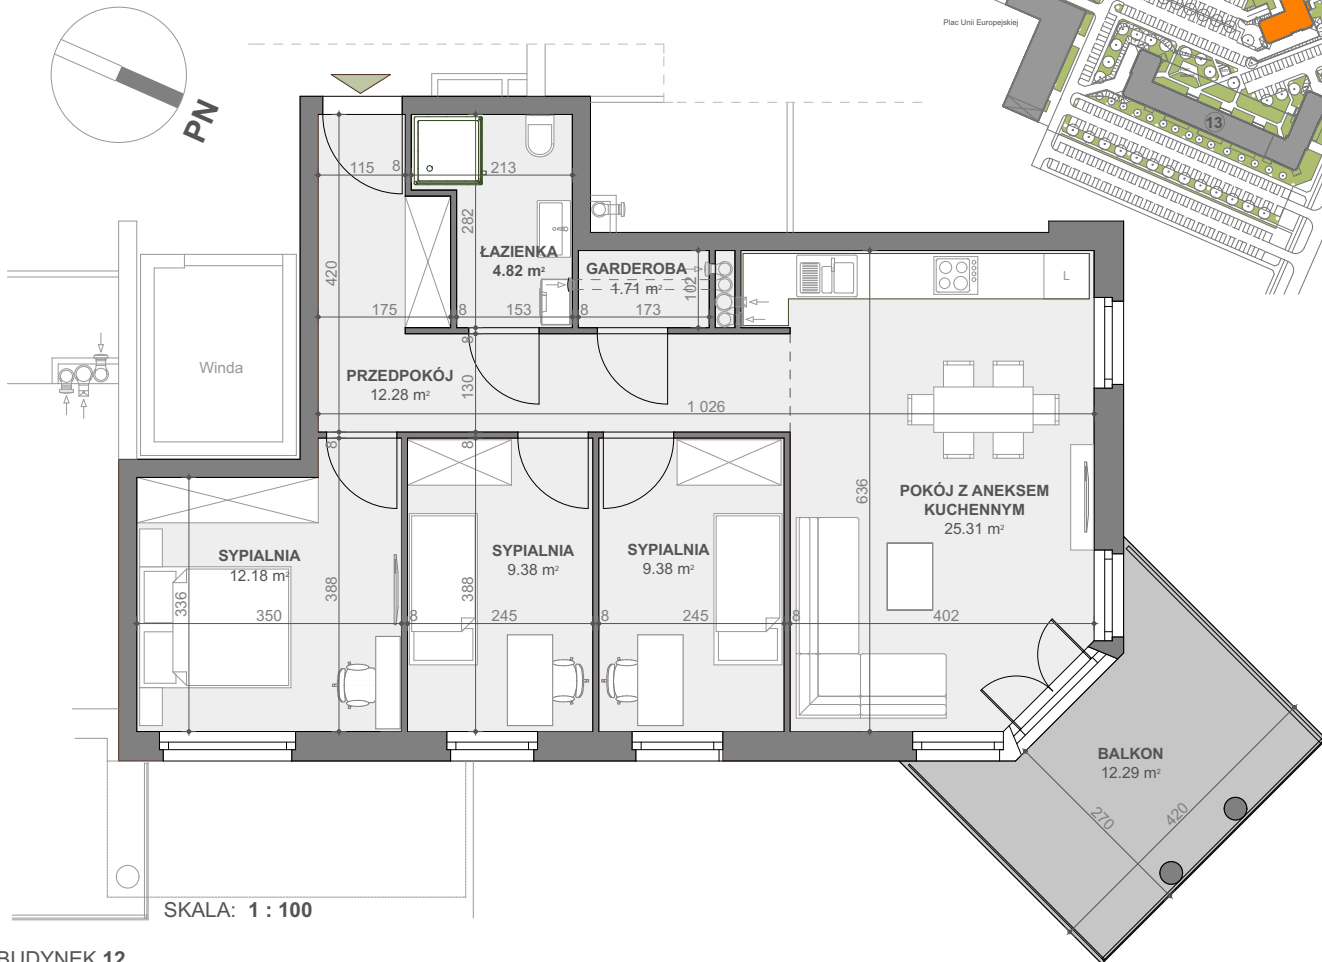 Plac Unii Europejskiej
13
PN
115
8
213
282
420
ŁAZIENKA
4.82 m²
GARDEROBA
1.71 m²
102
L
175
8
153
8
173
Winda
8
PRZEDPOKÓJ
12.28 m²
130
1 026
8
8
636
POKÓJ Z ANEKSEM
KUCHENNYM
25.31 m²
SYPIALNIA
12.18 m²
SYPIALNIA
9.38 m²
SYPIALNIA
9.38 m²
336
388
388
350
8
245
8
245
8
402
BALKON
12.29 m²
270
420
SKALA: 1 : 100
BUDYNEK 12